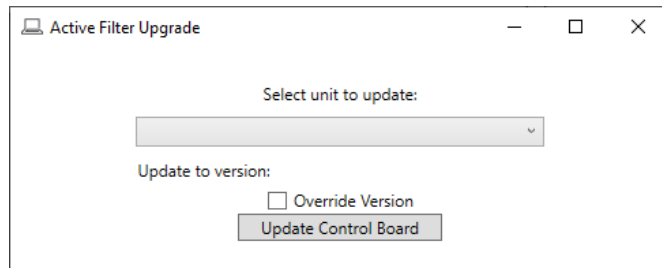 Active Filter Upgrade
Select unit to update:
Update to version:
Override Version
Update Control Board